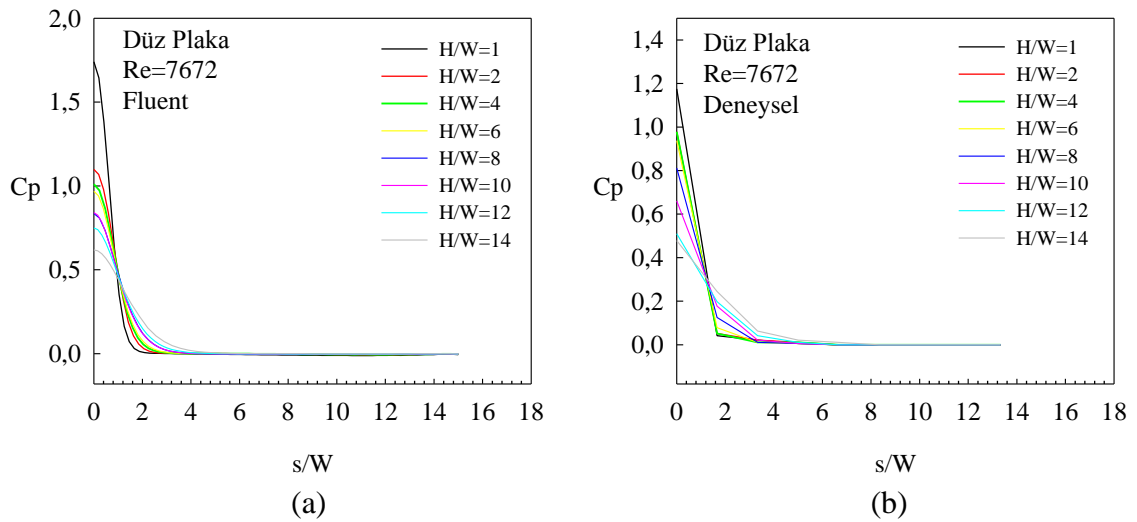 Düz Plaka
Re=7672
Fluent
H/W=1
H/W=2
H/W=4
H/W=6
H/W=8
H/W=10
H/W=12
H/W=14
2,0
1,5
1,0
0,5
0,0
Cp
0 2 4 6 8 10 12 14 16 18
s/W
(a)
Düz Plaka
Re=7672
Deneysel
H/W=1
H/W=2
H/W=4
H/W=6
H/W=8
H/W=10
H/W=12
H/W=14
1,4
1,2
1,0
0,8
0,6
0,4
0,2
0,0
Cp
0 2 4 6 8 10 12 14 16 18
s/W
(b)